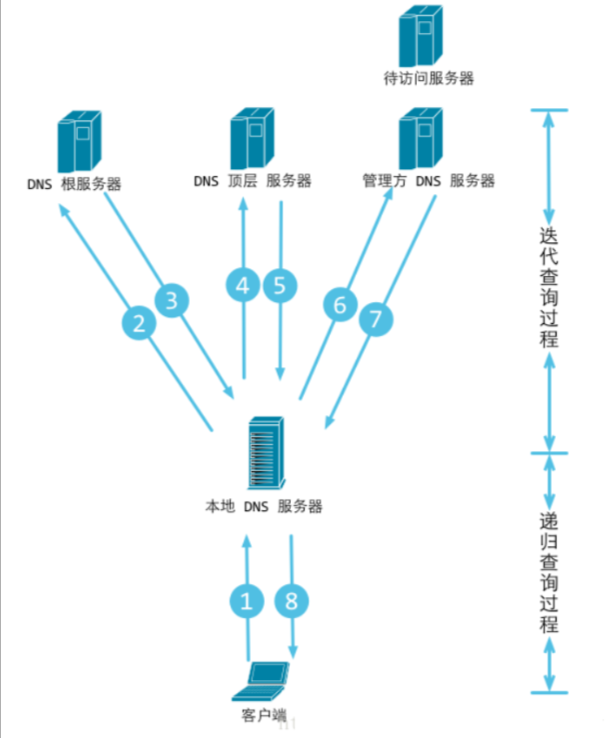 待访问服务器
DNS 根服务器
DNS 顶层 服务器
管理方 DNS 服务器
2
3
4
5
6
7
迭代查询过程
本地 DNS 服务器
1
8
递归查询过程
客户端